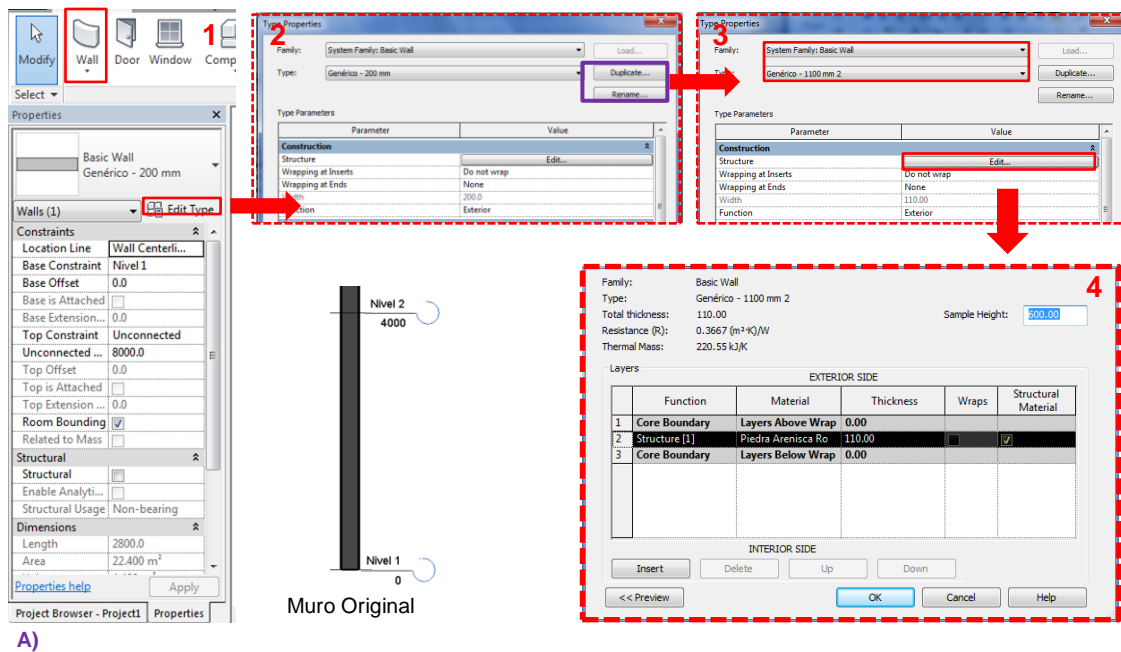 1
Modify
Wall
Door
Window
Comp
Select
Properties
Basic Wall
Genérico - 200 mm
Walls (1)
Edit Type
Constraints
Location Line Wall Centerli...
Base Constraint Nivel 1
Base Offset 0.0
Base is Attached
Base Extension... 0.0
Top Constraint Unconnected
Unconnected ... 8000.0
Top Offset 0.0
Top is Attached
Top Extension ... 0.0
Room Bounding
Related to Mass
Structural
Structural
Enable Analyti...
Structural Usage Non-bearing
Dimensions
Length 2800.0
Area 22.400 m²
Properties help
Apply
Project Browser - Project1
Properties
A)
Type Properties
2
Family: System Family: Basic Wall
Load...
Type: Genérico - 200 mm
Duplicate...
Rename...
Type Parameters
Parameter Value
Construction
Structure Edit...
Wrapping at Inserts Do not wrap
Wrapping at Ends None
Width 200.0
Function Exterior
Type Properties
3
Family: System Family: Basic Wall
Load...
Type: Genérico - 1100 mm 2
Duplicate...
Rename...
Type Parameters
Parameter Value
Construction
Structure Edit...
Wrapping at Inserts Do not wrap
Wrapping at Ends None
Width 110.00
Function Exterior
Nivel 2
4000
Nivel 1
0
Muro Original
4
Family: Basic Wall
Type: Genérico - 1100 mm 2
Total thickness: 110.00
Sample Height: 600.00
Resistance (R): 0.3667 (m²·K)/W
Thermal Mass: 220.55 kJ/K
Layers
EXTERIOR SIDE
Function Material Thickness Wraps Structural Material
1 Core Boundary Layers Above Wrap 0.00
2 Structure [1] Piedra Arenisca Ro 110.00
3 Core Boundary Layers Below Wrap 0.00
INTERIOR SIDE
Insert
Delete
Up
Down
<< Preview
OK
Cancel
Help